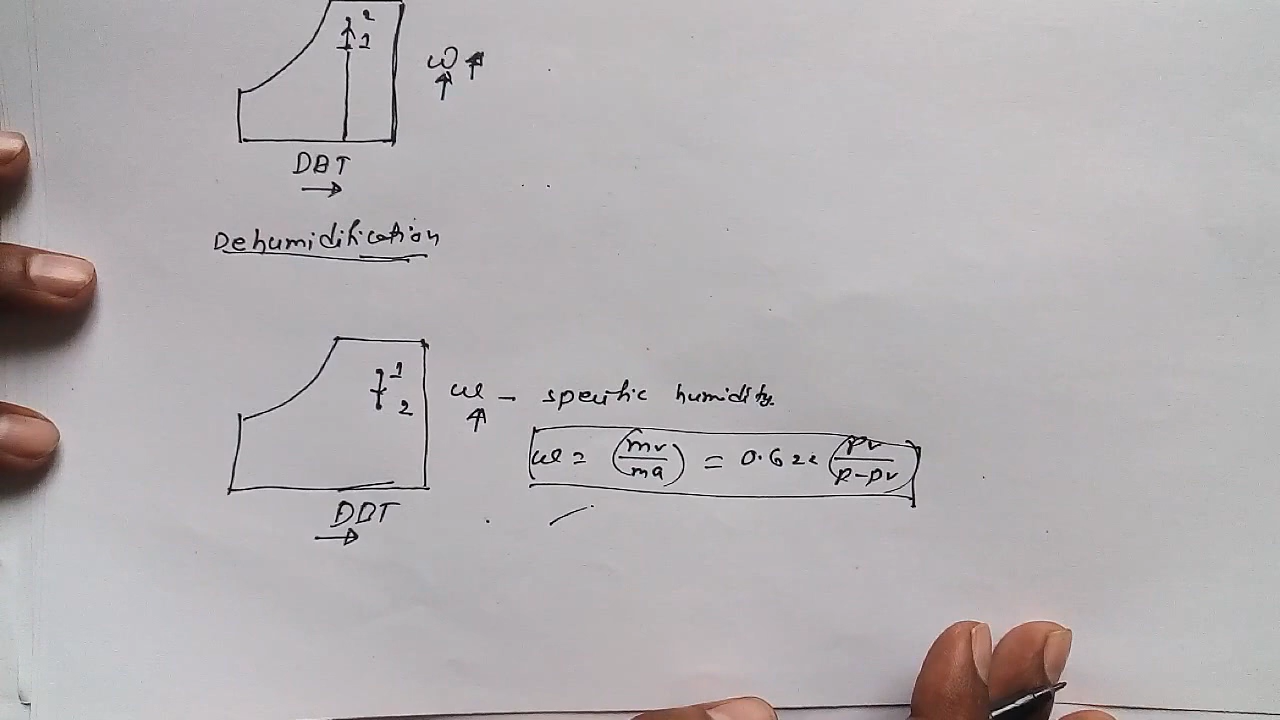 2
1
ω ↑
↑
DBT
→
Dehumidification
1
2
ω - specific humidity.
↑
ω = (mv/ma) = 0.622 (pv/p-pv)
DBT
→